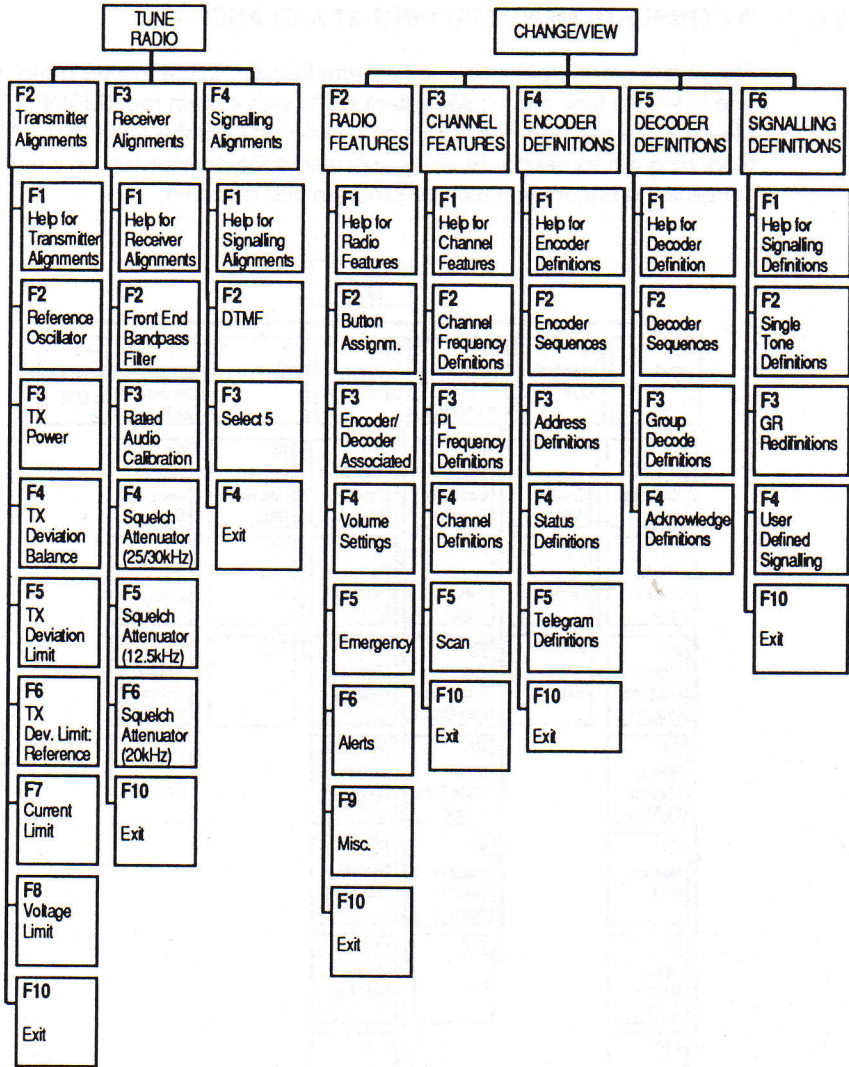 TUNE
RADIO
F2
Transmitter
Alignments
F1
Help for
Transmitter
Alignments
F2
Reference
Oscillator
F3
TX
Power
F4
TX
Deviation
Balance
F5
TX
Deviation
Limit
F6
TX
Dev. Limit:
Reference
F7
Current
Limit
F8
Voltage
Limit
F10
Exit
F3
Receiver
Alignments
F1
Help for
Receiver
Alignments
F2
Front End
Bandpass
Filter
F3
Rated
Audio
Calibration
F4
Squelch
Attenuator
(25/30kHz)
F5
Squelch
Attenuator
(12.5kHz)
F6
Squelch
Attenuator
(20kHz)
F10
Exit
F4
Signalling
Alignments
F1
Help for
Signalling
Alignments
F2
DTMF
F3
Select 5
F4
Exit
CHANGE/VIEW
F2
RADIO
FEATURES
F1
Help for
Radio
Features
F2
Button
Assignm.
F3
Encoder/
Decoder
Associated
F4
Volume
Settings
F5
Emergency
F6
Alerts
F9
Misc.
F10
Exit
F3
CHANNEL
FEATURES
F1
Help for
Channel
Features
F2
Channel
Frequency
Definitions
F3
PL
Frequency
Definitions
F4
Channel
Definitions
F5
Scan
F10
Exit
F4
ENCODER
DEFINITIONS
F1
Help for
Encoder
Definitions
F2
Encoder
Sequences
F3
Address
Definitions
F4
Status
Definitions
F5
Telegram
Definitions
F10
Exit
F5
DECODER
DEFINITIONS
F1
Help for
Decoder
Definition
F2
Decoder
Sequences
F3
Group
Decode
Definitions
F4
Acknowledge
Definitions
F6
SIGNALLING
DEFINITIONS
F1
Help for
Signalling
Definitions
F2
Single
Tone
Definitions
F3
GR
Redifinitions
F4
User
Defined
Signalling
F10
Exit